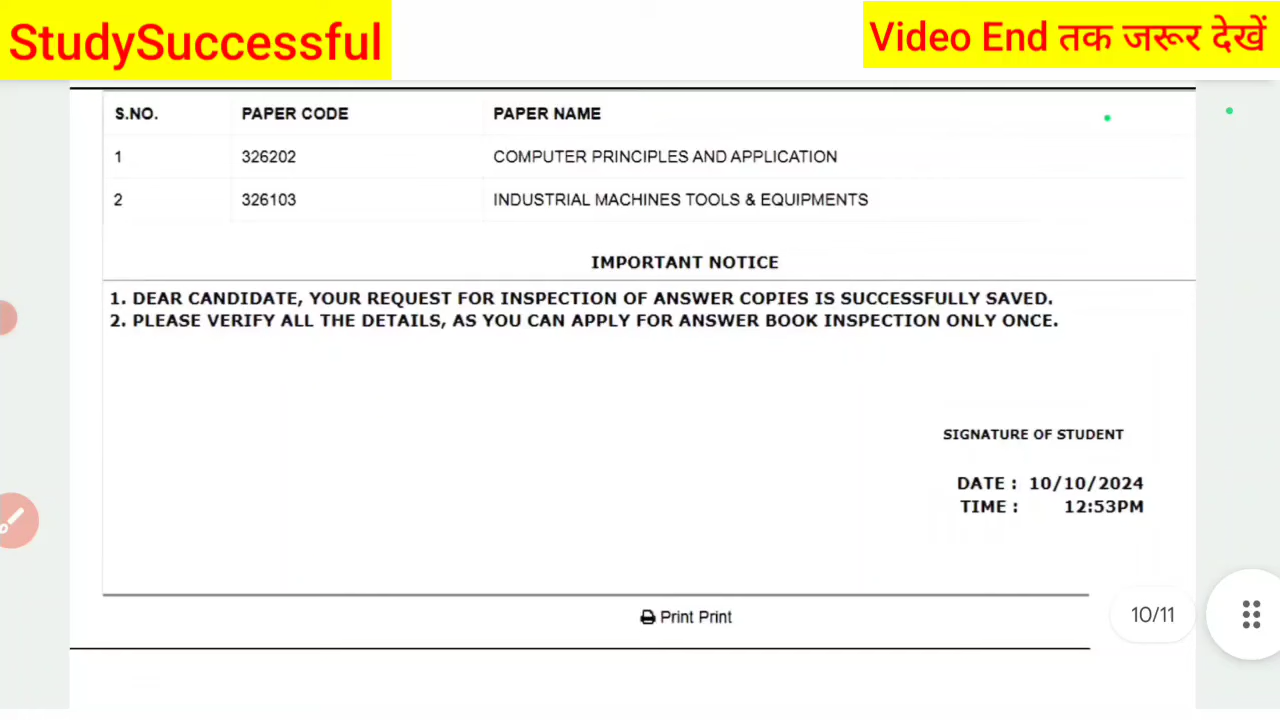 StudySuccessful
Video End तक जरूर देखें
S.NO. PAPER CODE PAPER NAME
1 326202 COMPUTER PRINCIPLES AND APPLICATION
2 326103 INDUSTRIAL MACHINES TOOLS & EQUIPMENTS
IMPORTANT NOTICE
1. DEAR CANDIDATE, YOUR REQUEST FOR INSPECTION OF ANSWER COPIES IS SUCCESSFULLY SAVED.
2. PLEASE VERIFY ALL THE DETAILS, AS YOU CAN APPLY FOR ANSWER BOOK INSPECTION ONLY ONCE.
SIGNATURE OF STUDENT
DATE : 10/10/2024
TIME : 12:53PM
Print Print
10/11